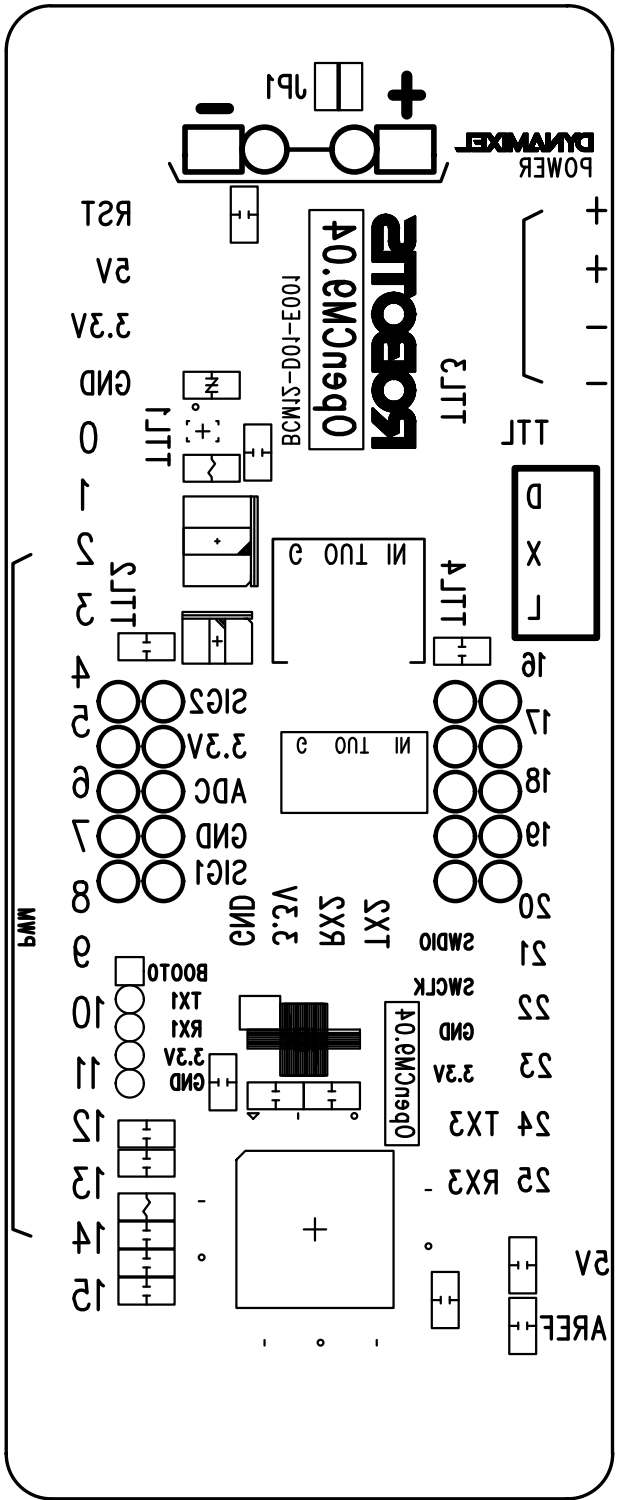 JP1
DYNAMIXEL
POWER
+
-
RST
5V
3.3V
GND
+
+
-
-
BCM12-D01-E001
OpenCM9.04
ROBOTIS
TTL1
TTL3
TTL
D
X
L
0
1
2
3
TTL2
TTL4
G OUT IN
4
5
6
7
8
9
10
11
12
13
14
15
PWM
SIG2
3.3V
ADC
GND
SIG1
G OUT IN
16
17
18
19
20
21
22
23
24 TX3
25 RX3
GND
3.3V
RX2
TX2
SWDIO
SWCLK
GND
3.3V
BOOT0
TX1
RX1
3.3V
GND
OpenCM9.04
5V
AREF